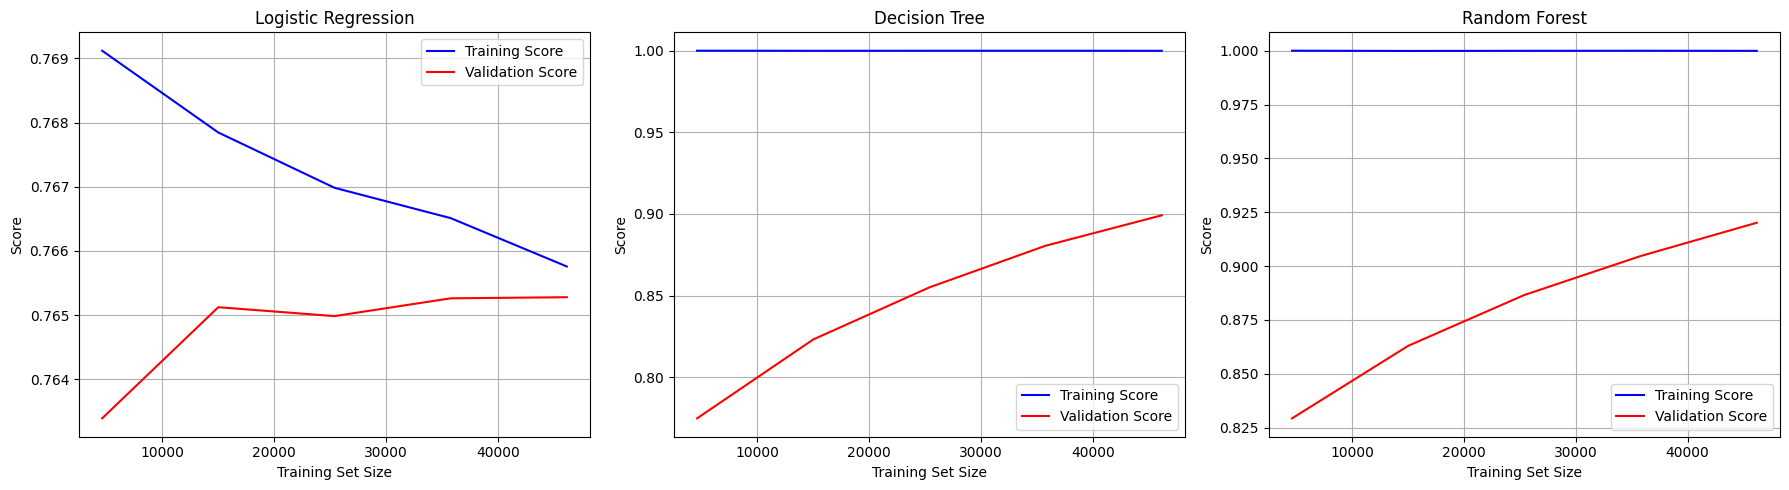 Logistic Regression
0.769
0.768
0.767
0.766
0.765
0.764
Score
10000 20000 30000 40000
Training Set Size
Training Score
Validation Score
Decision Tree
1.00
0.95
0.90
0.85
0.80
Score
10000 20000 30000 40000
Training Set Size
Training Score
Validation Score
Random Forest
1.000
0.975
0.950
0.925
0.900
0.875
0.850
0.825
Score
10000 20000 30000 40000
Training Set Size
Training Score
Validation Score